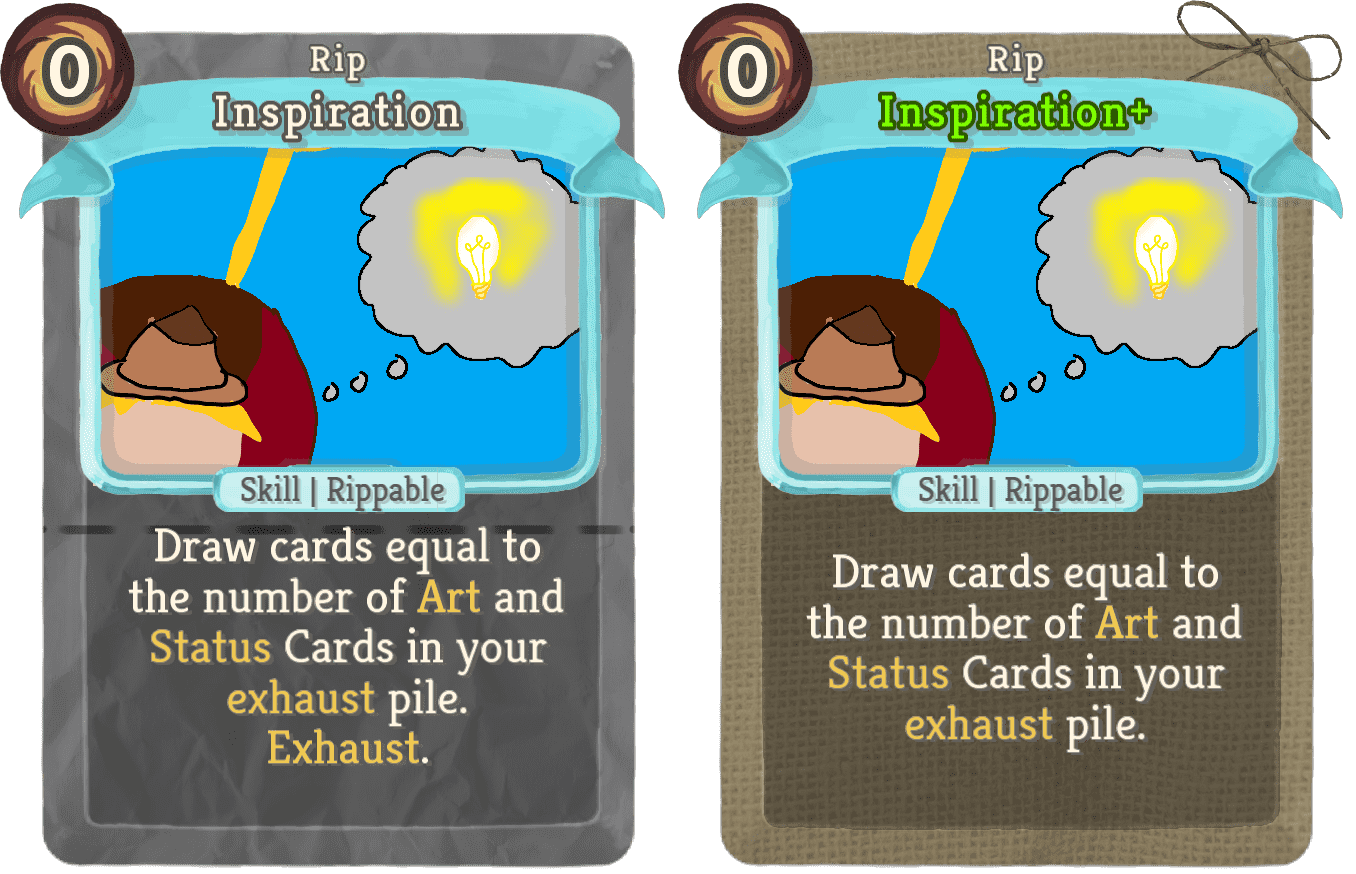 0
Rip
Inspiration
Skill | Rippable
Draw cards equal to
the number of Art and
Status Cards in your
exhaust pile.
Exhaust.
0
Rip
Inspiration+
Skill | Rippable
Draw cards equal to
the number of Art and
Status Cards in your
exhaust pile.